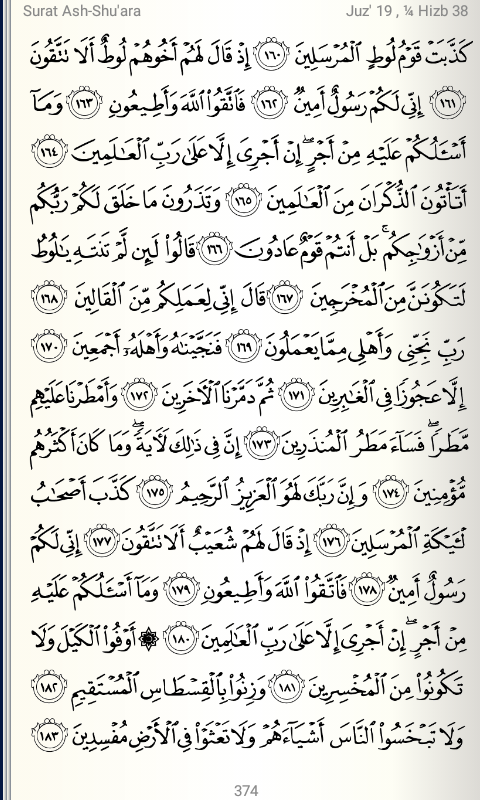 Surat Ash-Shu'ara Juz' 19 , ¼ Hizb 38
كَذَّبَتۡ قَوۡمُ لُوطٍ ٱلۡمُرۡسَلِينَ ١٦٠ إِذۡ قَالَ لَهُمۡ أَخُوهُمۡ لُوطٌ أَلَا تَتَّقُونَ
١٦١ إِنِّي لَكُمۡ رَسُولٌ أَمِينٞ ١٦٢ فَٱتَّقُواْ ٱللَّهَ وَأَطِيعُونِ ١٦٣ وَمَآ
أَسۡـَٔلُكُمۡ عَلَيۡهِ مِنۡ أَجۡرٍۖ إِنۡ أَجۡرِيَ إِلَّا عَلَىٰ رَبِّ ٱلۡعَٰلَمِينَ ١٦٤
أَتَأۡتُونَ ٱلذُّكۡرَانَ مِنَ ٱلۡعَٰلَمِينَ ١٦٥ وَتَذَرُونَ مَا خَلَقَ لَكُمۡ رَبُّكُم
مِّنۡ أَزۡوَٰجِكُمۚ بَلۡ أَنتُمۡ قَوۡمٌ عَادُونَ ١٦٦ قَالُواْ لَئِن لَّمۡ تَنتَهِ يَٰلُوطُ
لَتَكُونَنَّ مِنَ ٱلۡمُخۡرَجِينَ ١٦٧ قَالَ إِنِّي لِعَمَلِكُم مِّنَ ٱلۡقَالِينَ ١٦٨
رَبِّ نَجِّنِي وَأَهۡلِي مِمَّا يَعۡمَلُونَ ١٦٩ فَنَجَّيۡنَٰهُ وَأَهۡلَهُۥٓ أَجۡمَعِينَ ١٧٠
إِلَّا عَجُوزٗا فِي ٱلۡغَٰبِرِينَ ١٧١ ثُمَّ دَمَّرۡنَا ٱلۡأٓخَرِينَ ١٧٢ وَأَمۡطَرۡنَا عَلَيۡهِم
مَّطَرٗاۖ فَسَآءَ مَطَرُ ٱلۡمُنذَرِينَ ١٧٣ إِنَّ فِي ذَٰلِكَ لَأٓيَةٗۖ وَمَا كَانَ أَكۡثَرُهُم
مُّؤۡمِنِينَ ١٧٤ وَإِنَّ رَبَّكَ لَهُوَ ٱلۡعَزِيزُ ٱلرَّحِيمُ ١٧٥ كَذَّبَ أَصۡحَٰبُ
لۡـَٔيۡكَةِ ٱلۡمُرۡسَلِينَ ١٧٦ إِذۡ قَالَ لَهُمۡ شُعَيۡبٌ أَلَا تَتَّقُونَ ١٧٧ إِنِّي لَكُمۡ
رَسُولٌ أَمِينٞ ١٧٨ فَٱتَّقُواْ ٱللَّهَ وَأَطِيعُونِ ١٧٩ وَمَآ أَسۡـَٔلُكُمۡ عَلَيۡهِ
مِنۡ أَجۡرٍۖ إِنۡ أَجۡرِيَ إِلَّا عَلَىٰ رَبِّ ٱلۡعَٰلَمِينَ ١٨٠ ۞ أَوۡفُواْ ٱلۡكَيۡلَ وَلَا
تَكُونُواْ مِنَ ٱلۡمُخۡسِرِينَ ١٨١ وَزِنُواْ بِٱلۡقِسۡطَاسِ ٱلۡمُسۡتَقِيمِ ١٨٢
وَلَا تَبۡخَسُواْ ٱلنَّاسَ أَشۡيَآءَهُمۡ وَلَا تَعۡثَوۡاْ فِي ٱلۡأَرۡضِ مُفۡسِدِينَ ١٨٣
374